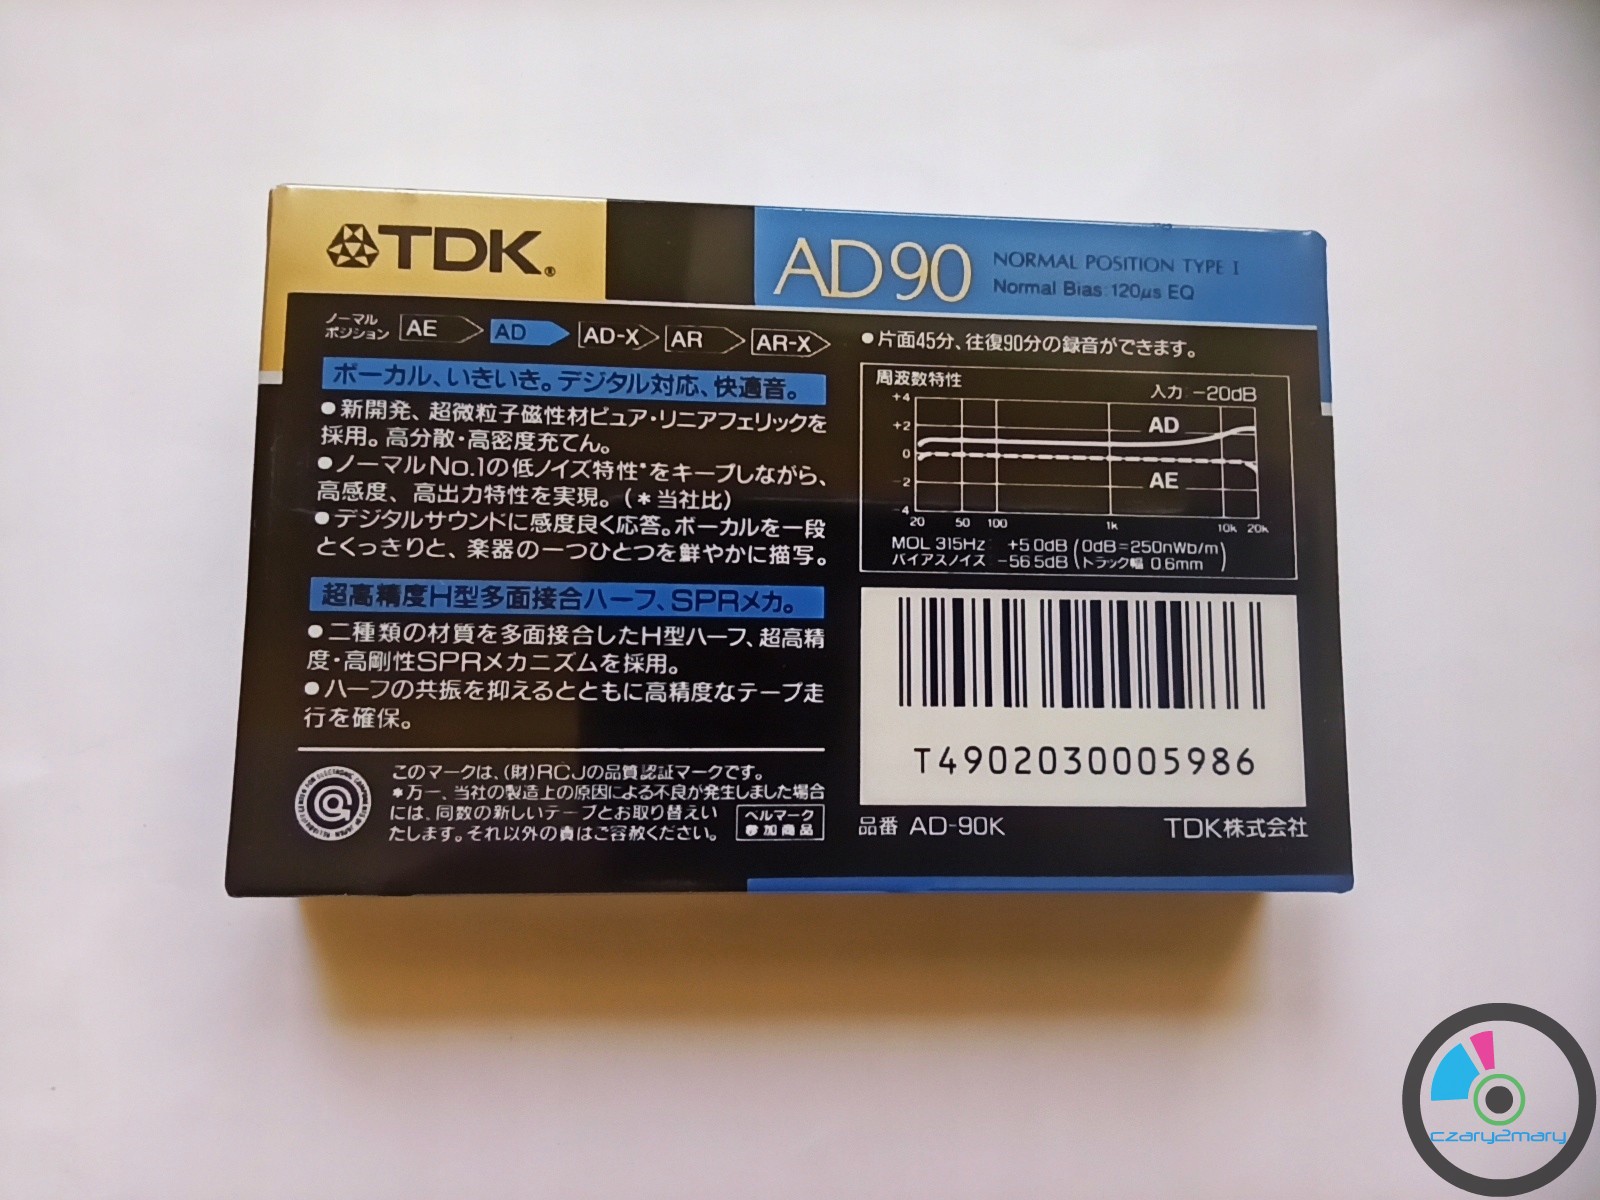 TDK®
AD90
NORMAL POSITION TYPE I
Normal Bias:120μs EQ
ノーマル
ポジション
AE
AD
AD-X
AR
AR-X
ボーカル、いきいき。デジタル対応、快適音。
●新開発、超微粒子磁性材ピュア・リニアフェリックを
採用。高分散・高密度充てん。
●ノーマルNo.1の低ノイズ特性*をキープしながら、
高感度、高出力特性を実現。(*当社比)
●デジタルサウンドに感度良く応答。ボーカルを一段
とくっきりと、楽器の一つひとつを鮮やかに描写。
超高精度H型多面接合ハーフ、SPRメカ。
●二種類の材質を多面接合したH型ハーフ、超高精
度・高剛性SPRメカニズムを採用。
●ハーフの共振を抑えるとともに高精度なテープ走
行を確保。
このマークは、(財)RCJの品質認証マークです。
*万一、当社の製造上の原因による不良が発生しました場合
には、同数の新しいテープとお取り替えい
たします。それ以外の責はご容赦ください。
ベルマーク
参加商品
●片面45分、往復90分の録音ができます。
周波数特性
入力 -20dB
+4
+2
0
-2
-4
AD
AE
20 50 100 1k 10k 20k
MOL 315Hz +5.0dB (0dB=250nWb/m)
バイアスノイズ -56.5dB (トラック幅 0.6mm)
T4902030005986
品番 AD-90K
TDK株式会社
czary2mary